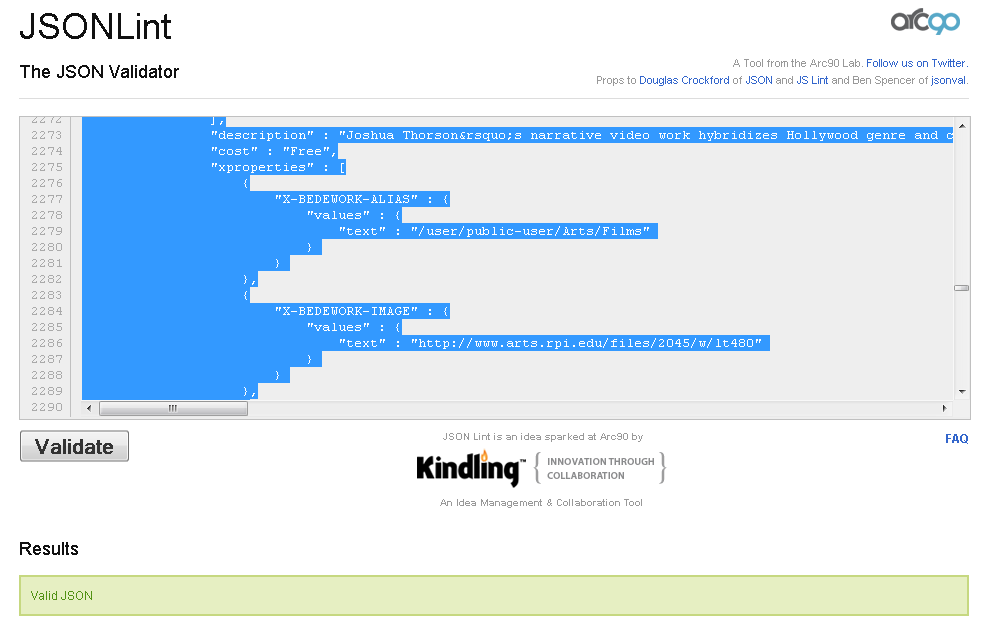 JSONLint
arc90
The JSON Validator
A Tool from the Arc90 Lab. Follow us on Twitter.
Props to Douglas Crockford of JSON and JS Lint and Ben Spencer of jsonval.
2272 ],
2273 "description" : "Joshua Thorson&rsquo;s narrative video work hybridizes Hollywood genre and c
2274 "cost" : "Free",
2275 "xproperties" : [
2276 {
2277 "X-BEDEWORK-ALIAS" : {
2278 "values" : {
2279 "text" : "/user/public-user/Arts/Films"
2280 }
2281 }
2282 },
2283 {
2284 "X-BEDEWORK-IMAGE" : {
2285 "values" : {
2286 "text" : "http://www.arts.rpi.edu/files/2045/w/lt480"
2287 }
2288 }
2289 },
2290
Validate
JSON Lint is an idea sparked at Arc90 by
FAQ
Kindling™ { INNOVATION THROUGH
COLLABORATION }
An Idea Management & Collaboration Tool
Results
Valid JSON